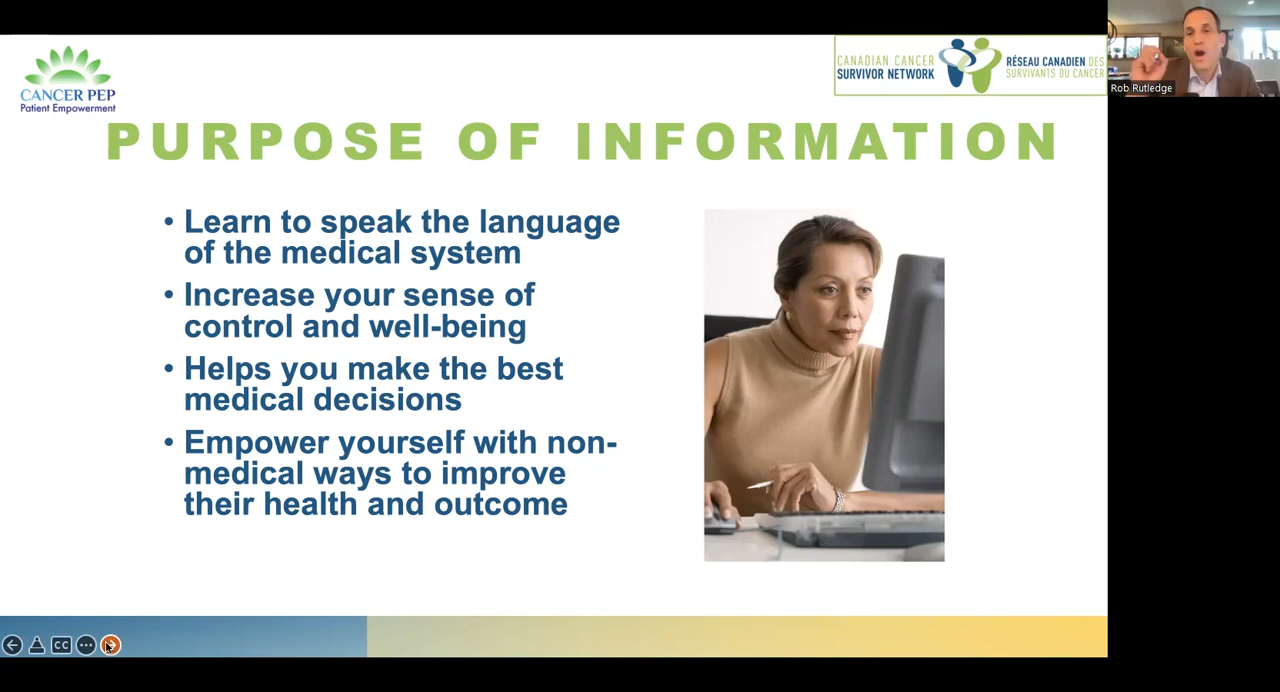 CANCER PEP
Patient Empowerment
CANADIAN CANCER
SURVIVOR NETWORK
RÉSEAU CANADIEN DES
SURVIVANTS DU CANCER
Rob Rutledge
PURPOSE OF INFORMATION
• Learn to speak the language
of the medical system
• Increase your sense of
control and well-being
• Helps you make the best
medical decisions
• Empower yourself with non-
medical ways to improve
their health and outcome
CC